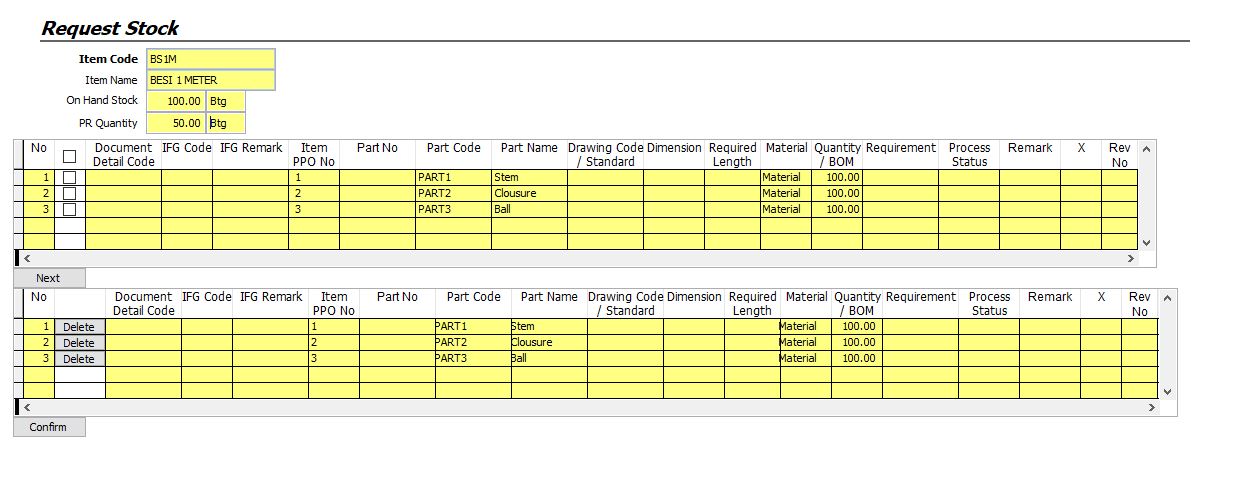 Request Stock
Item Code BS1M
Item Name BESI 1 METER
On Hand Stock 100.00 Btg
PR Quantity 50.00 Btg
No Document Detail Code IFG Code IFG Remark Item PPO No Part No Part Code Part Name Drawing Code / Standard Dimension Required Length Material Quantity / BOM Requirement Process Status Remark X Rev No
1 1 PART1 Stem Material 100.00
2 2 PART2 Clousure Material 100.00
3 3 PART3 Ball Material 100.00
Next
No Document Detail Code IFG Code IFG Remark Item PPO No Part No Part Code Part Name Drawing Code / Standard Dimension Required Length Material Quantity / BOM Requirement Process Status Remark X Rev No
1 Delete 1 PART1 Stem Material 100.00
2 Delete 2 PART2 Clousure Material 100.00
3 Delete 3 PART3 Ball Material 100.00
Confirm